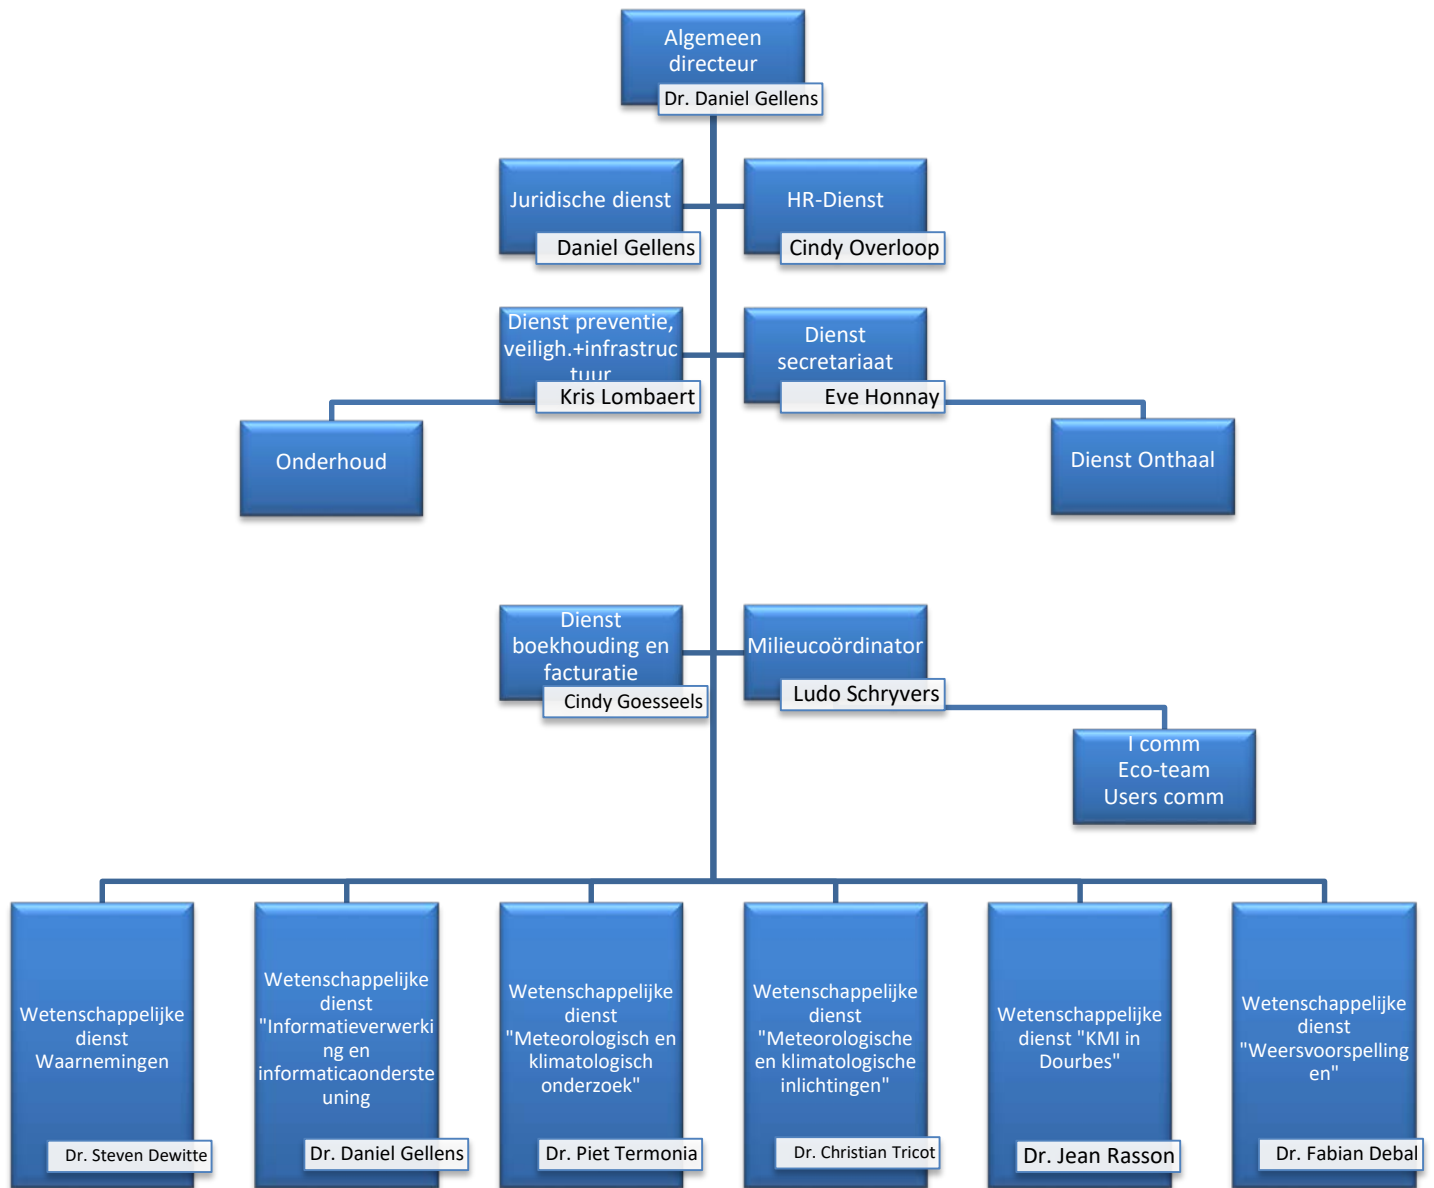 Algemeen
directeur
Dr. Daniel Gellens
Juridische dienst
Daniel Gellens
HR-Dienst
Cindy Overloop
Dienst preventie,
veiligh.+infrastruc
tuur
Kris Lombaert
Dienst
secretariaat
Eve Honnay
Onderhoud
Dienst Onthaal
Dienst
boekhouding en
facturatie
Cindy Goesseels
Milieucoördinator
Ludo Schryvers
I comm
Eco-team
Users comm
Wetenschappelijke
dienst
Waarnemingen
Dr. Steven Dewitte
Wetenschappelijke
dienst
"Informatieverwerki
ng en
informaticaonderste
uning
Dr. Daniel Gellens
Wetenschappelijke
dienst
"Meteorologisch en
klimatologisch
onderzoek"
Dr. Piet Termonia
Wetenschappelijke
dienst
"Meteorologische
en klimatologische
inlichtingen"
Dr. Christian Tricot
Wetenschappelijke
dienst "KMI in
Dourbes"
Dr. Jean Rasson
Wetenschappelijke
dienst
"Weersvoorspelling
en"
Dr. Fabian Debal